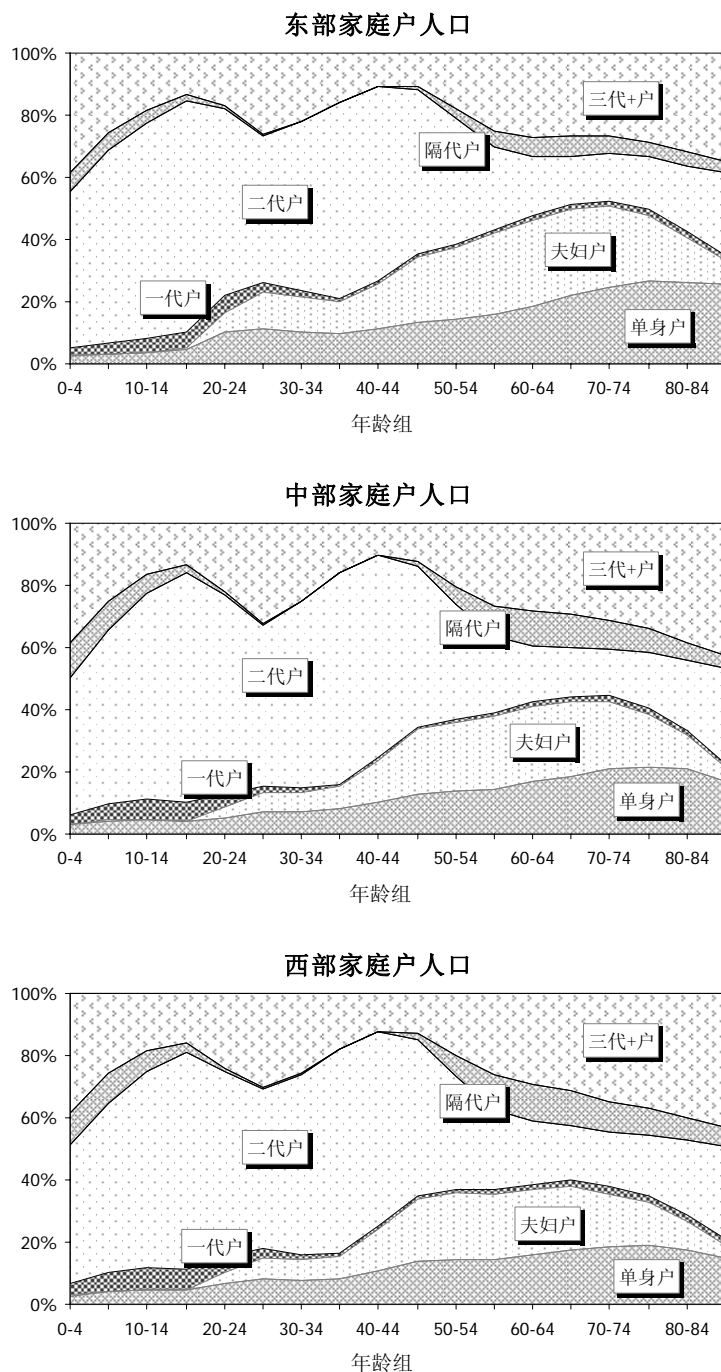 东部家庭户人口
100%
80%
60%
40%
20%
0%
三代+户
隔代户
二代户
夫妇户
一代户
单身户
0-4 10-14 20-24 30-34 40-44 50-54 60-64 70-74 80-84
年龄组
中部家庭户人口
100%
80%
60%
40%
20%
0%
三代+户
隔代户
二代户
夫妇户
一代户
单身户
0-4 10-14 20-24 30-34 40-44 50-54 60-64 70-74 80-84
年龄组
西部家庭户人口
100%
80%
60%
40%
20%
0%
三代+户
隔代户
二代户
夫妇户
一代户
单身户
0-4 10-14 20-24 30-34 40-44 50-54 60-64 70-74 80-84
年龄组